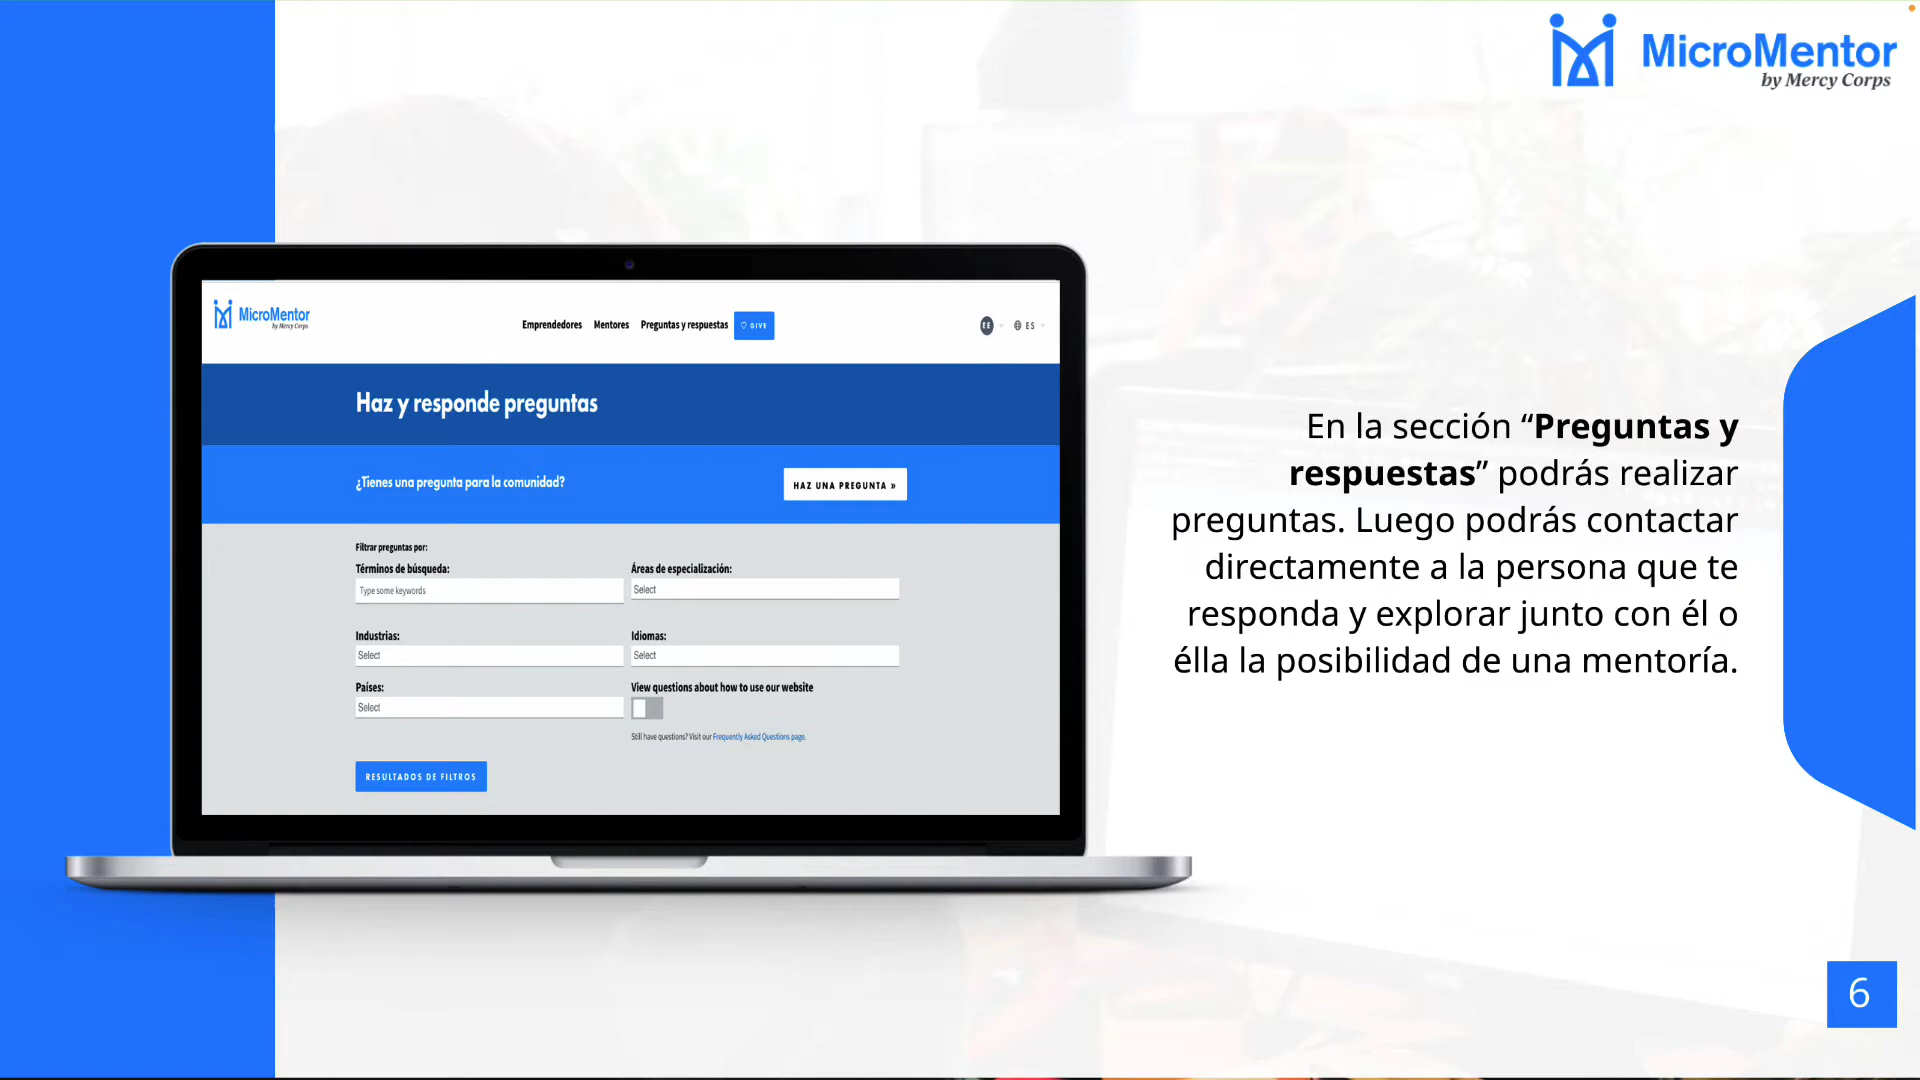 MicroMentor
by Mercy Corps
MicroMentor
by Mercy Corps
Emprendedores Mentores Preguntas y respuestas GIVE EE ES
Haz y responde preguntas
¿Tienes una pregunta para la comunidad? HAZ UNA PREGUNTA »
Filtrar preguntas por:
Términos de búsqueda: Áreas de especialización:
Type some keywords Select
Industrias: Idiomas:
Select Select
Países: View questions about how to use our website
Select
Still have questions? Visit our Frequently Asked Questions page.
RESULTADOS DE FILTROS
En la sección “Preguntas y
respuestas” podrás realizar
preguntas. Luego podrás contactar
directamente a la persona que te
responda y explorar junto con él o
élla la posibilidad de una mentoría.
6